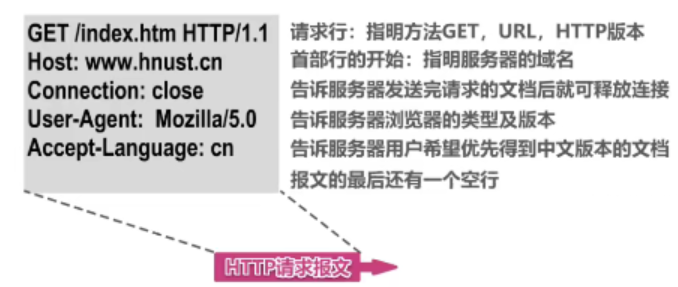 GET /index.htm HTTP/1.1 请求行：指明方法GET，URL，HTTP版本
Host: www.hnust.cn 首部行的开始：指明服务器的域名
Connection: close 告诉服务器发送完请求的文档后就可释放连接
User-Agent: Mozilla/5.0 告诉服务器浏览器的类型及版本
Accept-Language: cn 告诉服务器用户希望优先得到中文版本的文档
报文的最后还有一个空行
HTTP请求报文